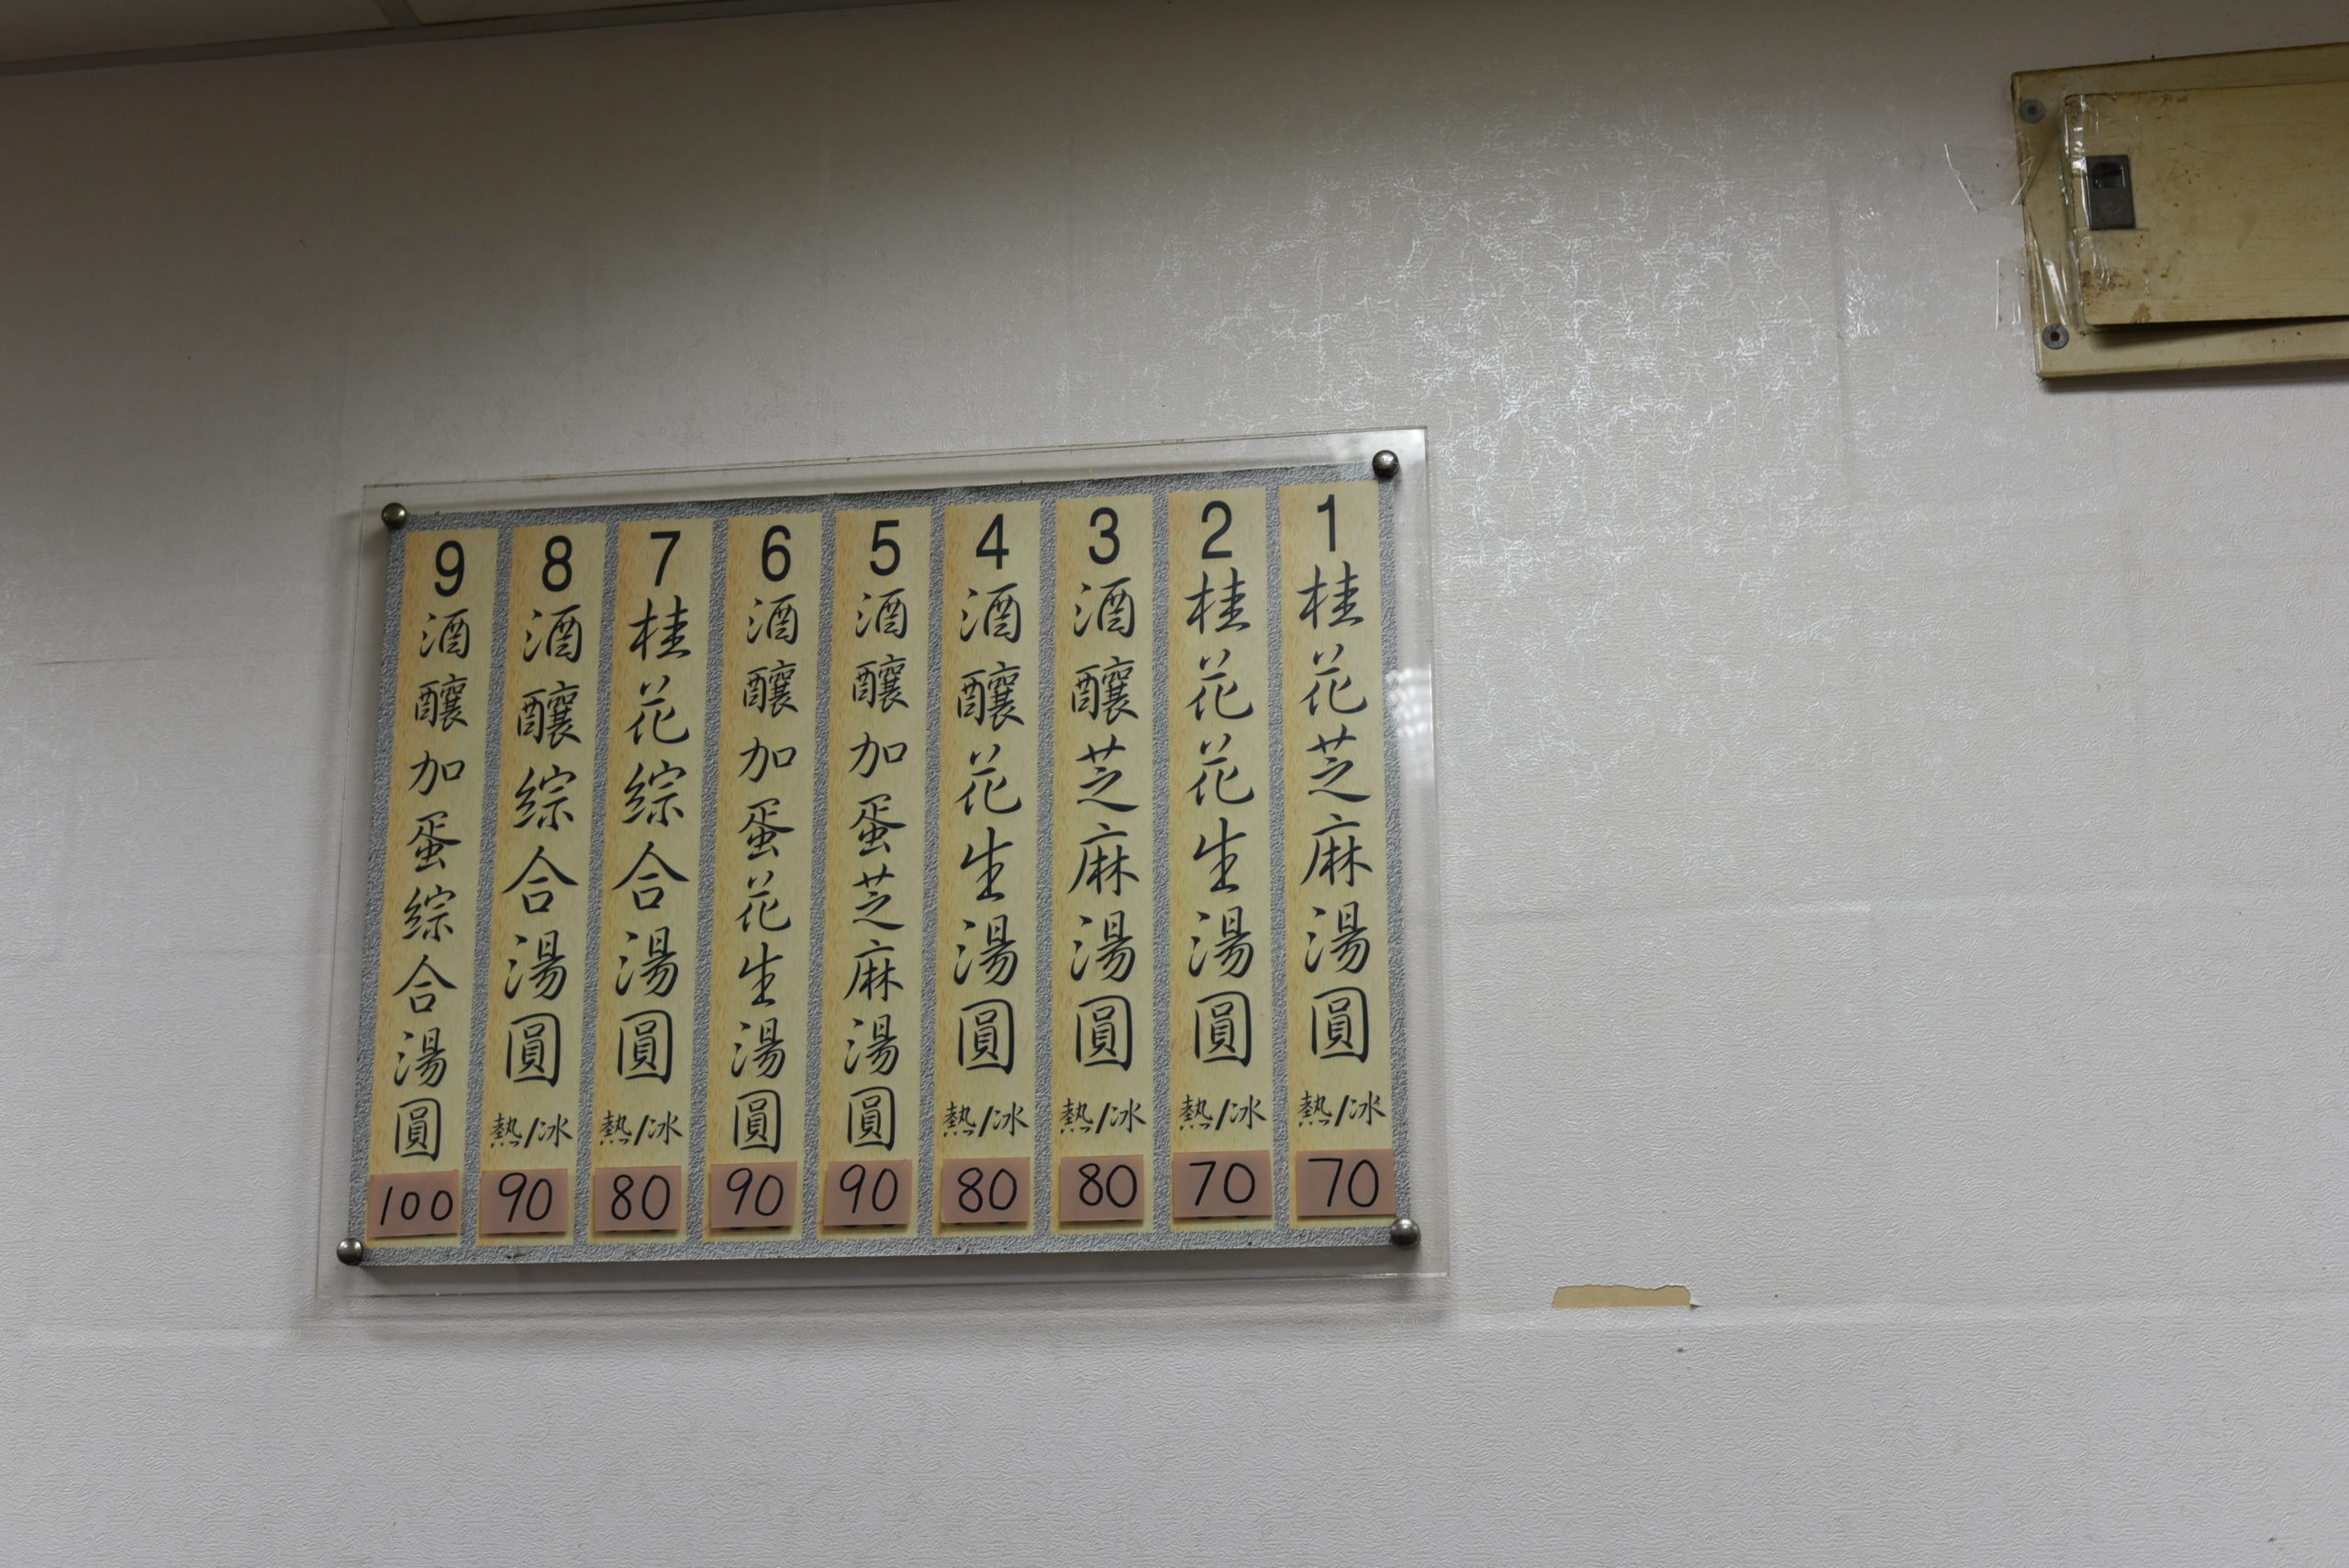 1 桂花芝麻湯圓 熱/冰 70
2 桂花花生湯圓 熱/冰 70
3 酒釀芝麻湯圓 熱/冰 80
4 酒釀花生湯圓 熱/冰 80
5 酒釀加蛋芝麻湯圓 90
6 酒釀加蛋花生湯圓 90
7 桂花綜合湯圓 熱/冰 80
8 酒釀綜合湯圓 熱/冰 90
9 酒釀加蛋綜合湯圓 100